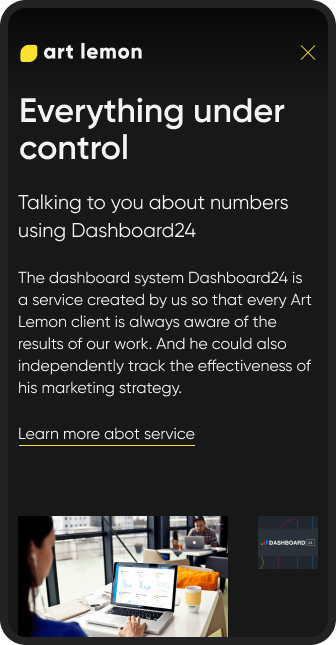 art lemon
Everything under
control
Talking to you about numbers
using Dashboard24
The dashboard system Dashboard24 is
a service created by us so that every Art
Lemon client is always aware of the
results of our work. And he could also
independently track the effectiveness of
his marketing strategy.
Learn more abot service
DASHBOARD 24